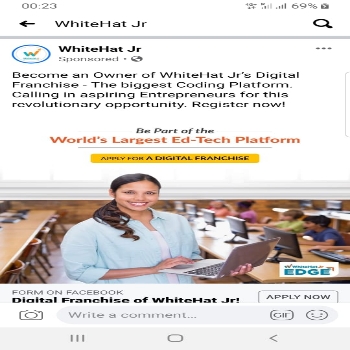 00:23
69%
WhiteHat Jr
WhiteHat Jr
Sponsored
Become an Owner of WhiteHat Jr's Digital
Franchise - The biggest Coding Platform.
Calling in aspiring Entrepreneurs for this
revolutionary opportunity. Register now!
Be Part of the
World's Largest Ed-Tech Platform
APPLY FOR A DIGITAL FRANCHISE
WhiteHat Jr
EDGE
FORM ON FACEBOOK
Digital Franchise of WhiteHat Jr!
APPLY NOW
Write a comment...
GIF